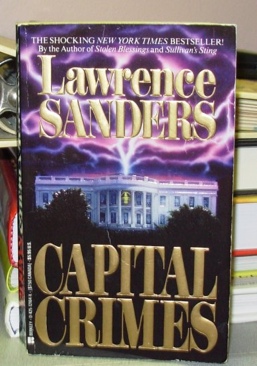 THE SHOCKING NEW YORK TIMES BESTSELLER!
By the Author of Stolen Blessings and Sullivan's Sting
Lawrence
SANDERS
CAPITAL
CRIMES